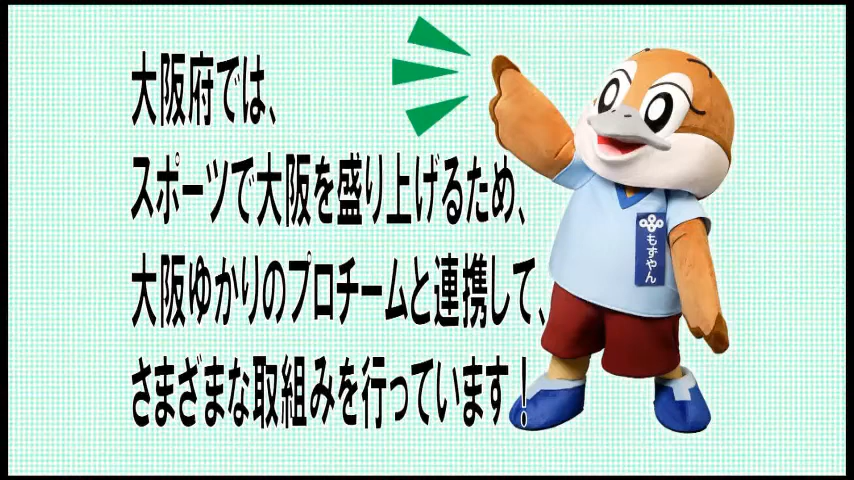 大阪府では、
スポーツで大阪を盛り上げるため、
大阪ゆかりのプロチームと連携して、
さまざまな取組みを行っています！
もずやん